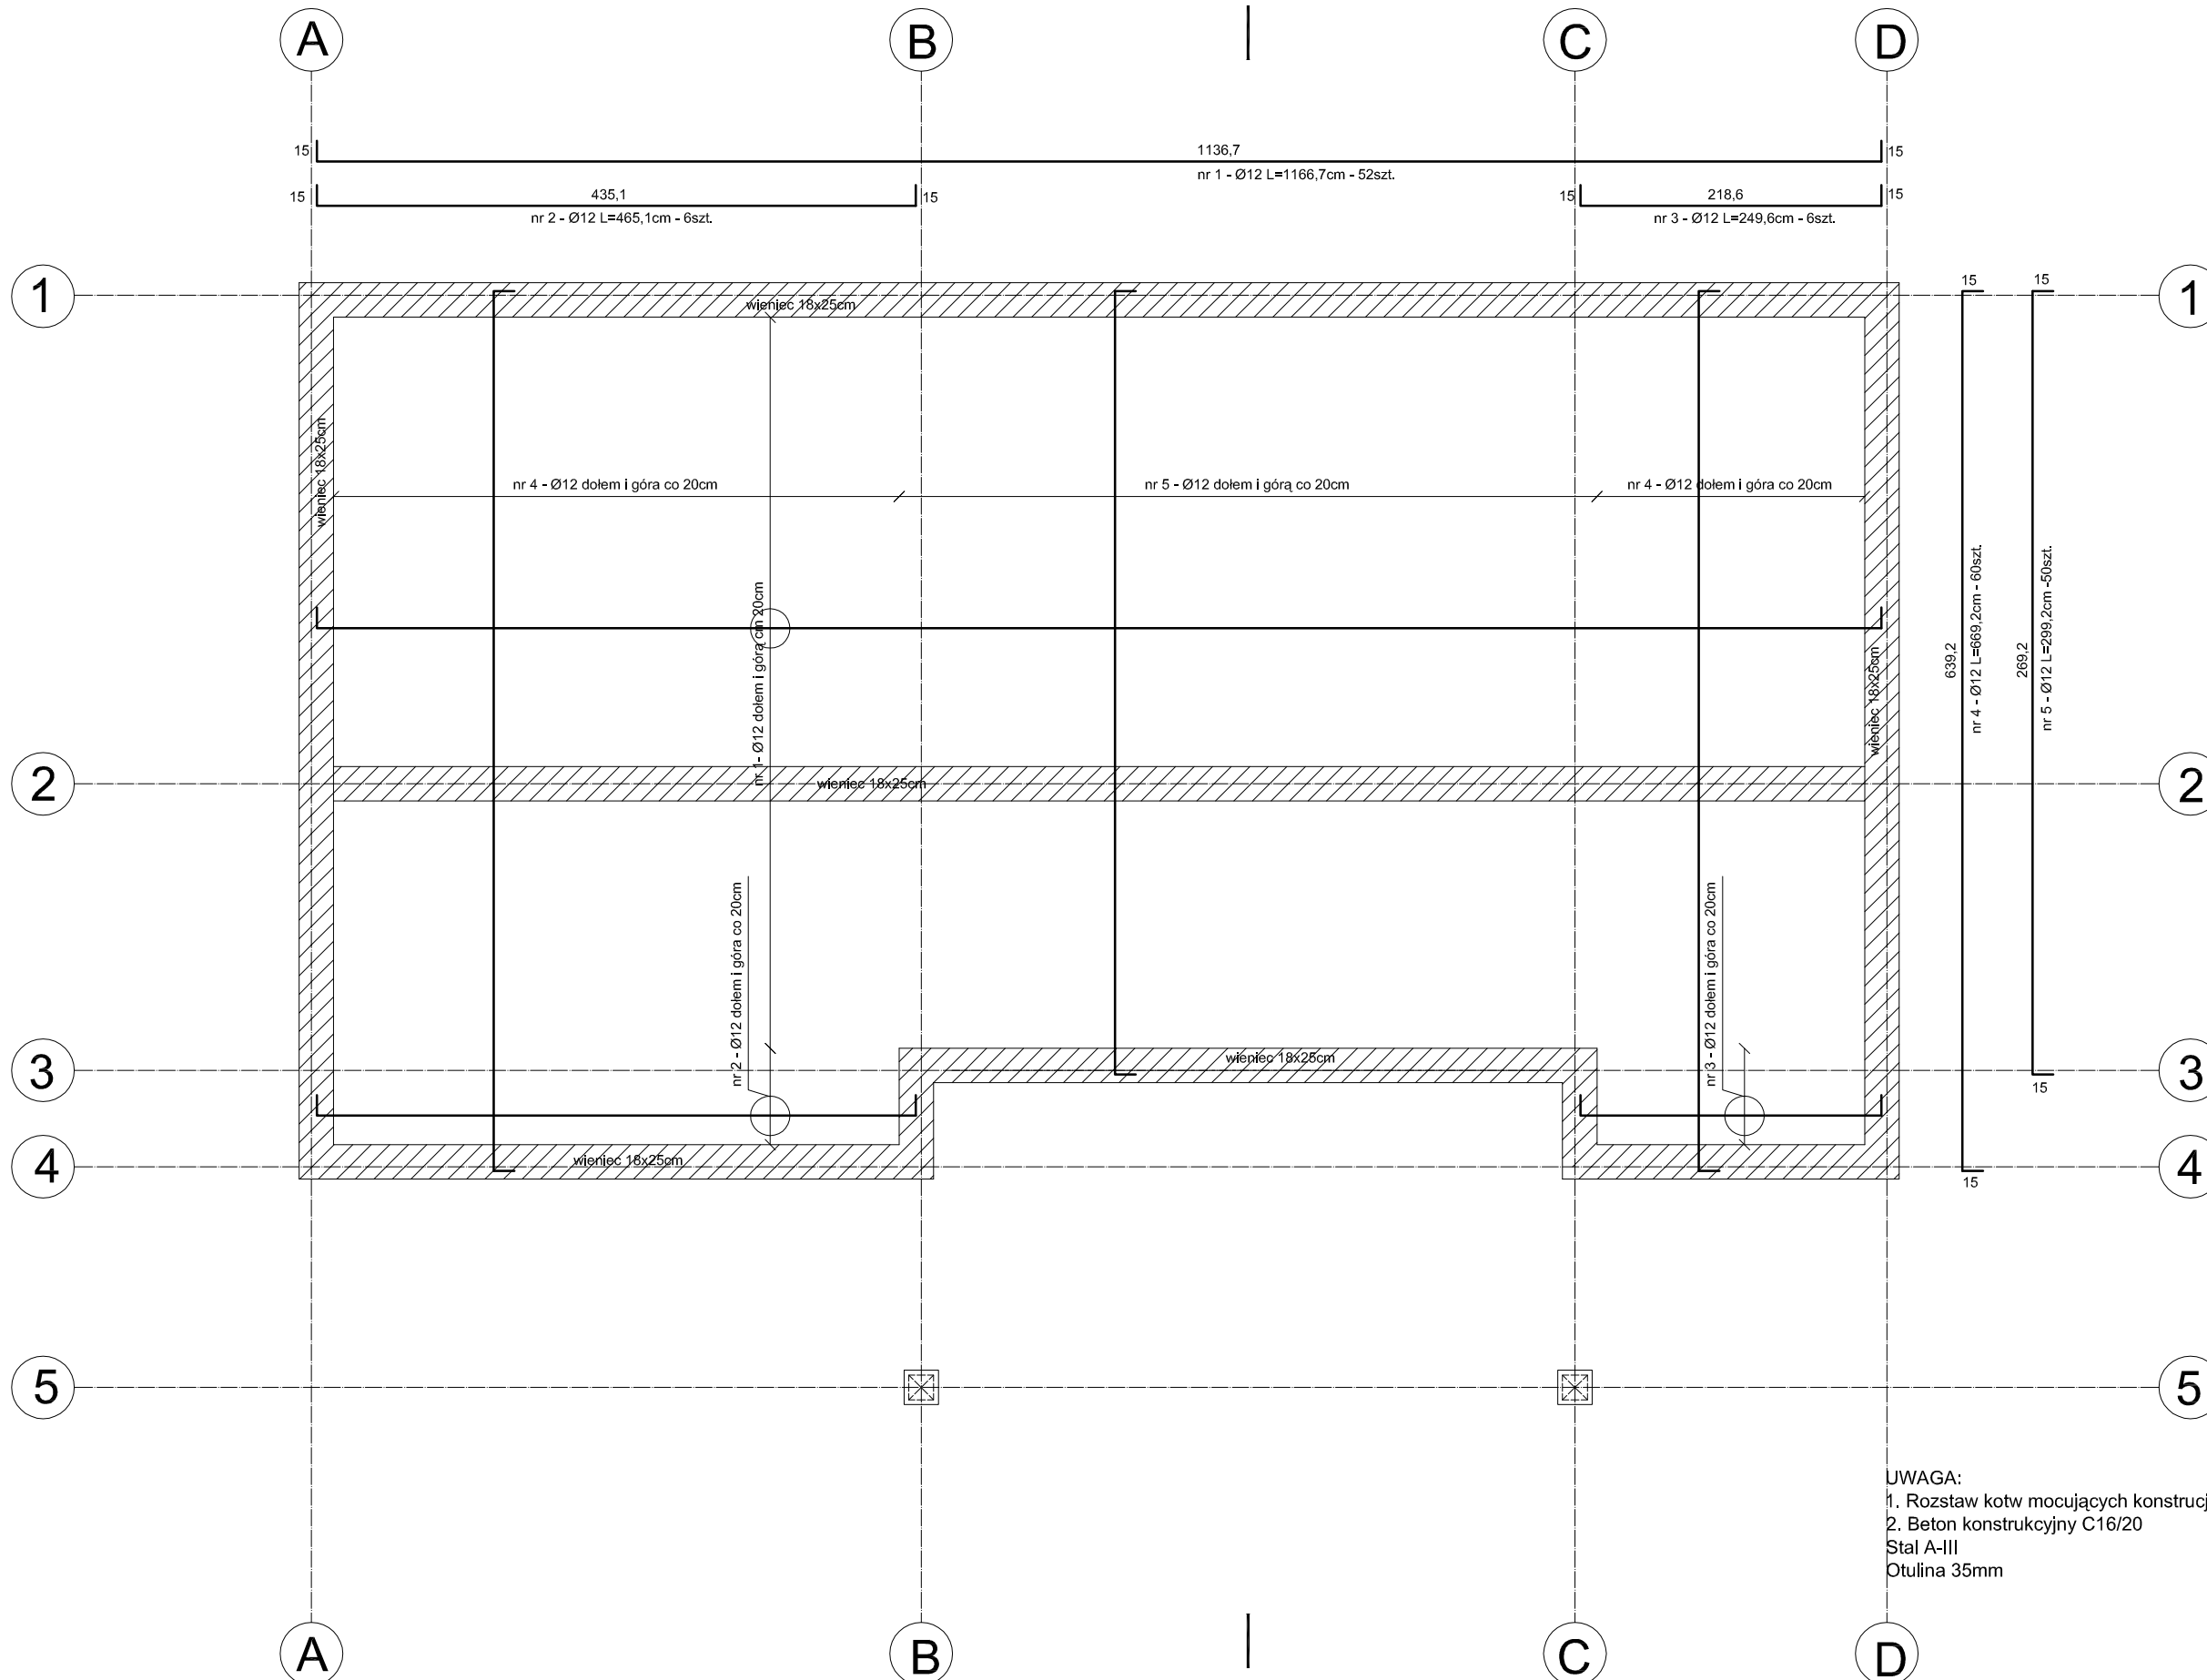 A B C D
15 1136,7 15
nr 1 - Ø12 L=1166,7cm - 52szt.
15 435,1 15
nr 2 - Ø12 L=465,1cm - 6szt.
15 218,6 15
nr 3 - Ø12 L=249,6cm - 6szt.
1 1
15 15
wieniec 18x25cm
wieniec 18x25cm
nr 4 - Ø12 dołem i góra co 20cm
nr 5 - Ø12 dołem i górą co 20cm
nr 4 - Ø12 dołem i góra co 20cm
nr 1- Ø12 dołem i górą cm 20cm
wieniec 18x25cm
639,2
nr 4 - Ø12 L=669,2cm - 60szt.
269,2
nr 5 - Ø12 L=299,2cm -50szt.
2 2
wieniec 18x25cm
nr 2 - Ø12 dołem i góra co 20cm
nr 3 - Ø12 dołem i góra co 20cm
3 3
wieniec 18x25cm
15
4 4
wieniec 18x25cm
15
5 5
UWAGA:
1. Rozstaw kotw mocujących konstrucj
2. Beton konstrukcyjny C16/20
Stal A-III
Otulina 35mm
A B C D